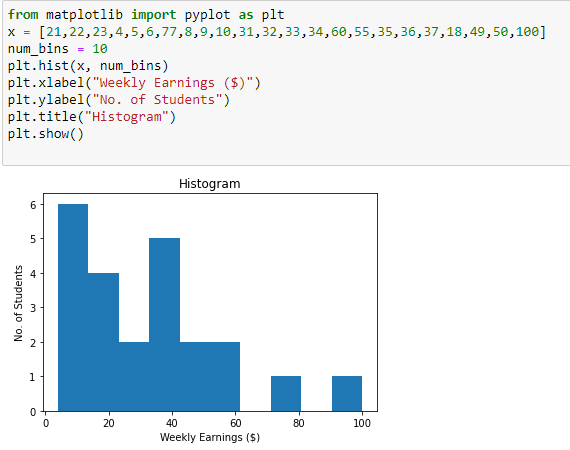 from matplotlib import pyplot as plt
x = [21,22,23,4,5,6,77,8,9,10,31,32,33,34,60,55,35,36,37,18,49,50,100]
num_bins = 10
plt.hist(x, num_bins)
plt.xlabel("Weekly Earnings ($)")
plt.ylabel("No. of Students")
plt.title("Histogram")
plt.show()
Histogram
No. of Students
6
5
4
3
2
1
0
0 20 40 60 80 100
Weekly Earnings ($)